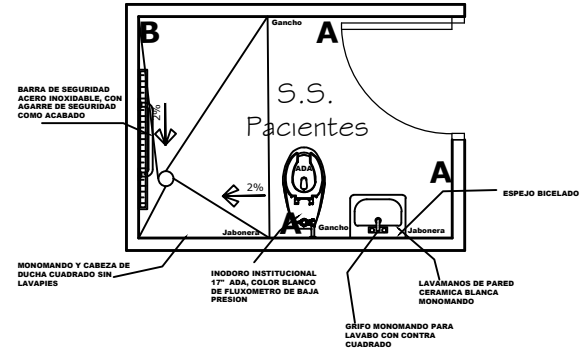 B
Gancho
A
S.S.
Pacientes
BARRA DE SEGURIDAD
ACERO INOXIDABLE, CON
AGARRE DE SEGURIDAD
COMO ACABADO
2%
ADA
A
2%
ESPEJO BICELADO
A
Gancho
Jabonera
Jabonera
MONOMANDO Y CABEZA DE
DUCHA CUADRADO SIN
LAVAPIES
INODORO INSTITUCIONAL
17" ADA, COLOR BLANCO
DE FLUXOMETRO DE BAJA
PRESION
LAVAMANOS DE PARED
CERAMICA BLANCA
MONOMANDO
GRIFO MONOMANDO PARA
LAVABO CON CONTRA
CUADRADO